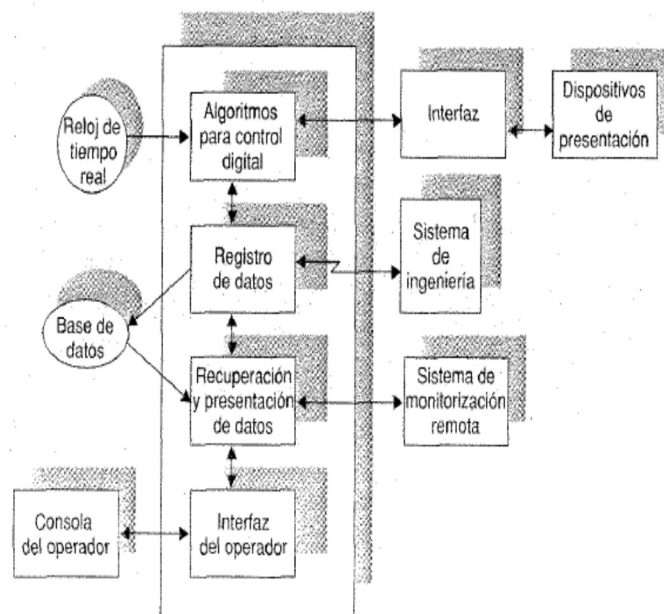 Reloj de
tiempo
real
Algoritmos
para control
digital
Interfaz
Dispositivos
de
presentación
Registro
de datos
Sistema
de
ingeniería
Base de
datos
Recuperación
y presentación
de datos
Sistema de
monitorización
remota
Consola
del operador
Interfaz
del operador